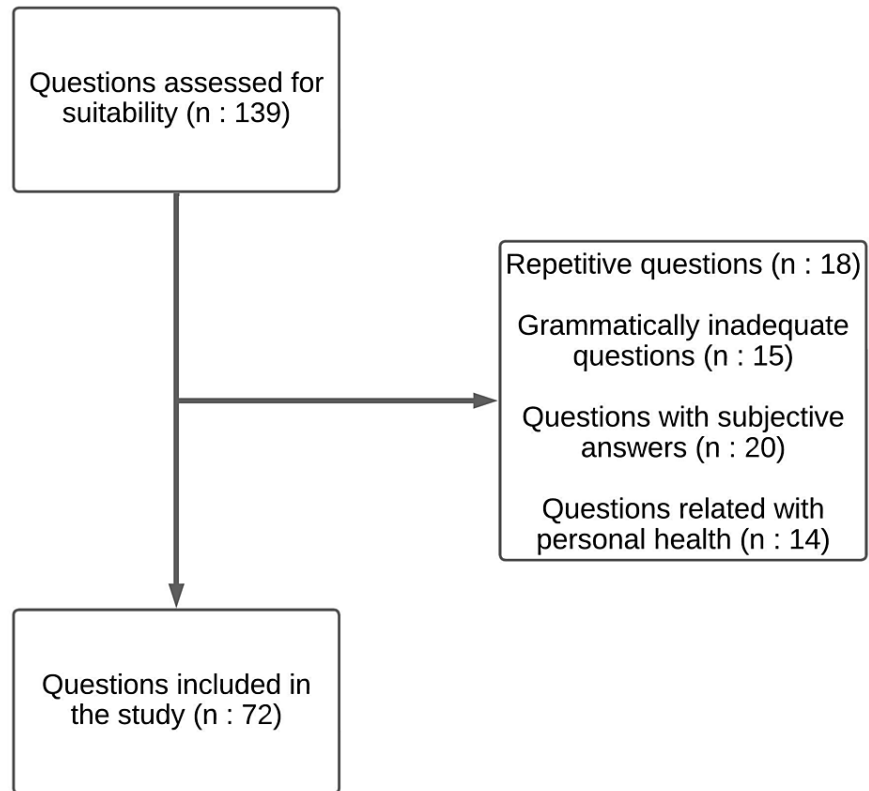 Questions assessed for
suitability (n : 139)
Repetitive questions (n : 18)
Grammatically inadequate
questions (n : 15)
Questions with subjective
answers (n : 20)
Questions related with
personal health (n : 14)
Questions included in
the study (n : 72)